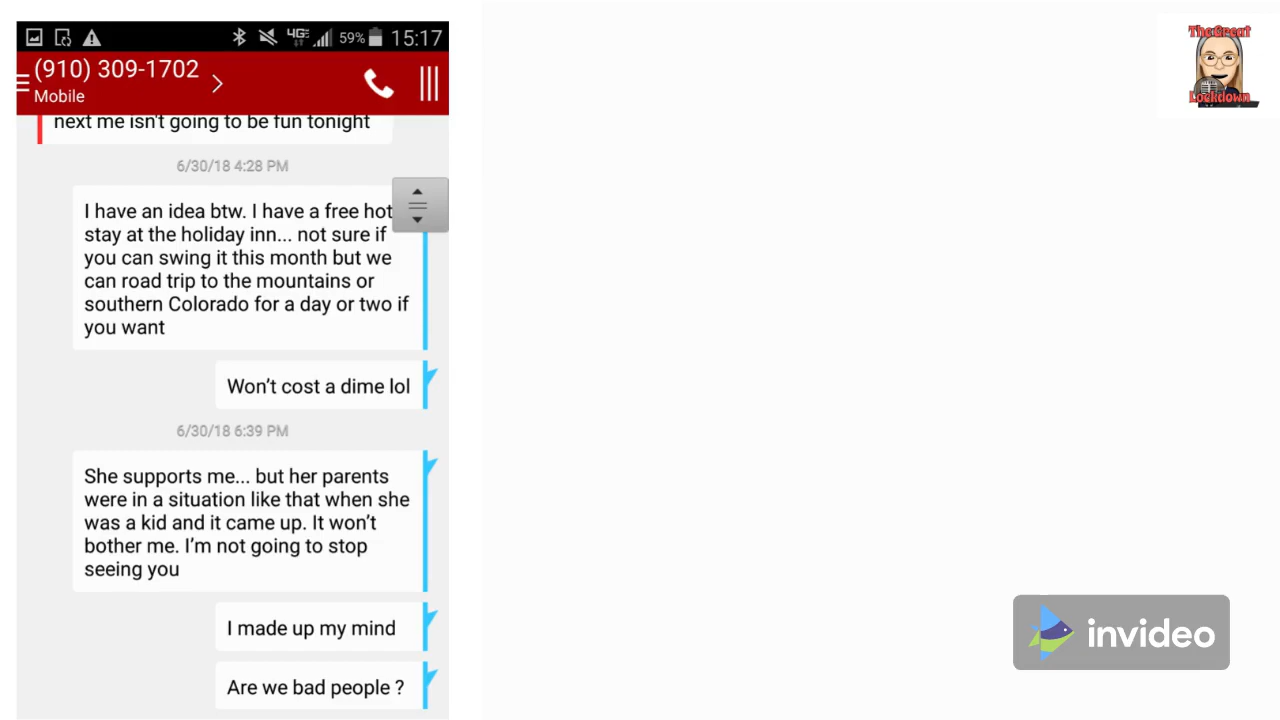 59% 15:17
(910) 309-1702
Mobile
next me isn't going to be fun tonight
6/30/18 4:28 PM
I have an idea btw. I have a free hot
stay at the holiday inn... not sure if
you can swing it this month but we
can road trip to the mountains or
southern Colorado for a day or two if
you want
Won't cost a dime lol
6/30/18 6:39 PM
She supports me... but her parents
were in a situation like that when she
was a kid and it came up. It won't
bother me. I'm not going to stop
seeing you
I made up my mind
Are we bad people ?
The Great
Lockdown
invideo